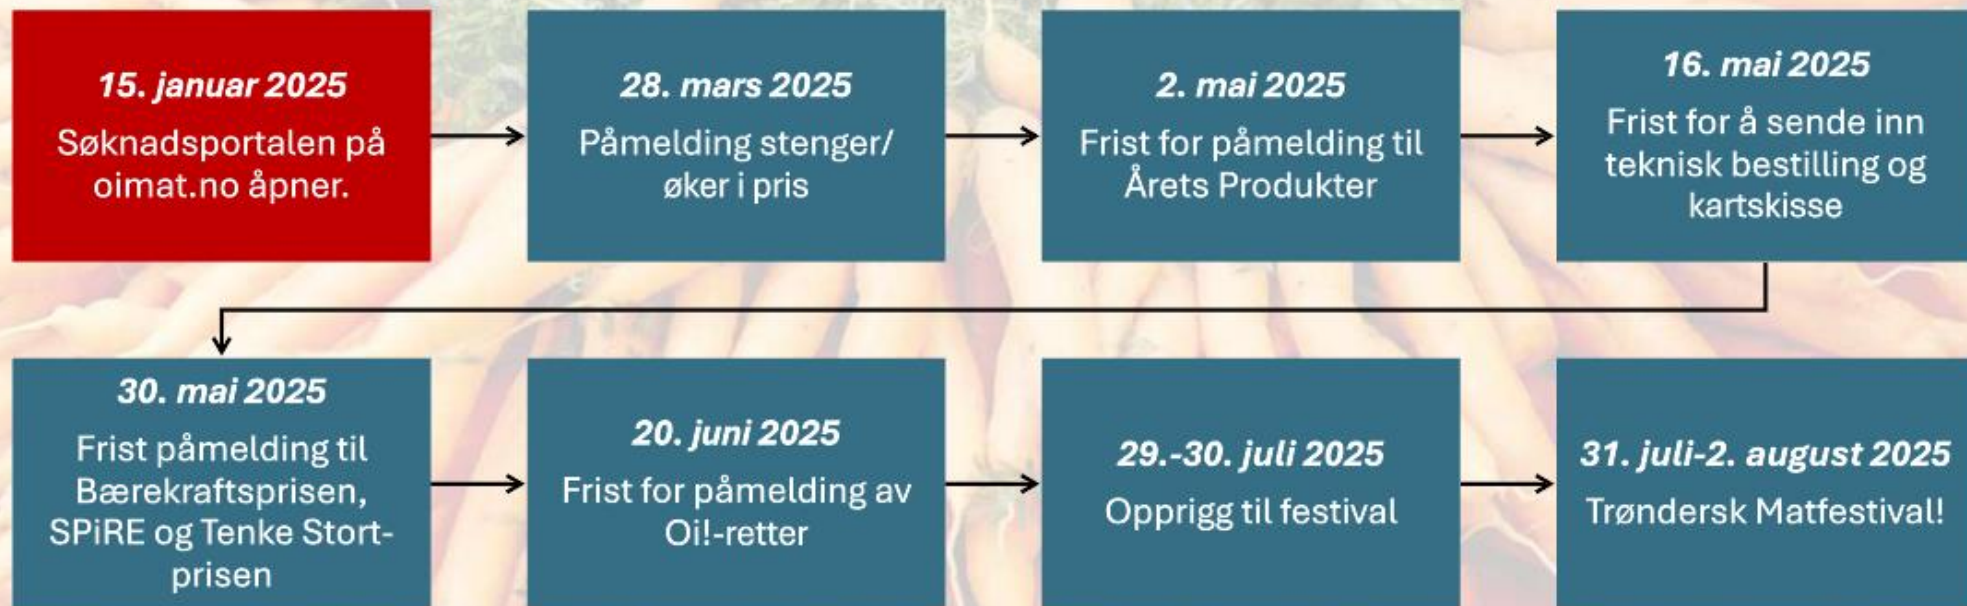 15. januar 2025
Søknadsportalen på
oimat.no åpner.
28. mars 2025
Påmelding stenger/
øker i pris
2. mai 2025
Frist for påmelding til
Årets Produkter
16. mai 2025
Frist for å sende inn
teknisk bestilling og
kartskisse
30. mai 2025
Frist påmelding til
Bærekraftsprisen,
SPiRE og Tenke Stort-
prisen
20. juni 2025
Frist for påmelding av
Oi!-retter
29.-30. juli 2025
Opprigg til festival
31. juli-2. august 2025
Trøndersk Matfestival!